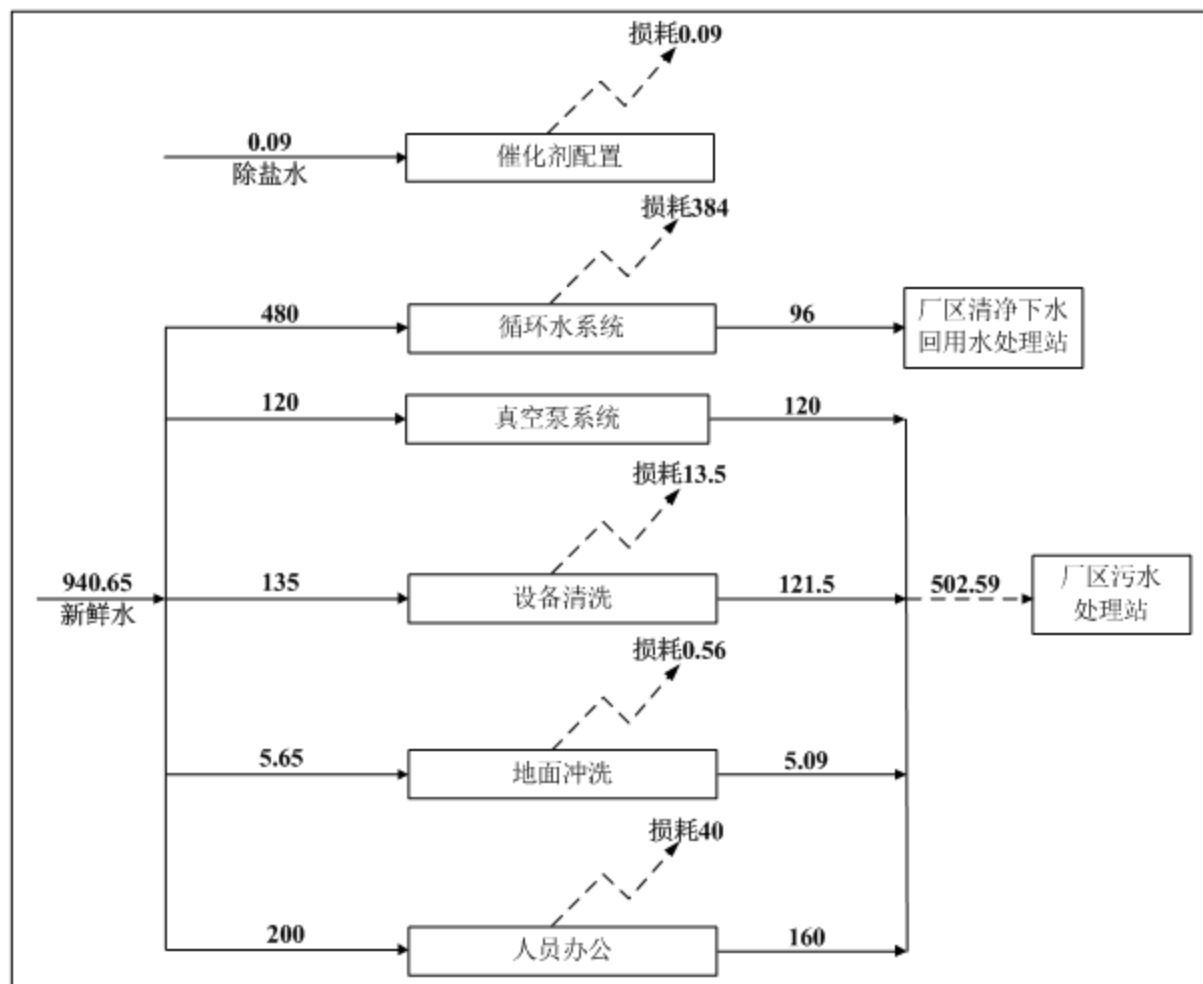 损耗0.09
0.09
除盐水
催化剂配置
损耗384
480
循环水系统
96
厂区清净下水
回用水处理站
120
真空泵系统
120
损耗13.5
940.65
新鲜水
135
设备清洗
121.5
502.59
厂区污水
处理站
损耗0.56
5.65
地面冲洗
5.09
损耗40
200
人员办公
160